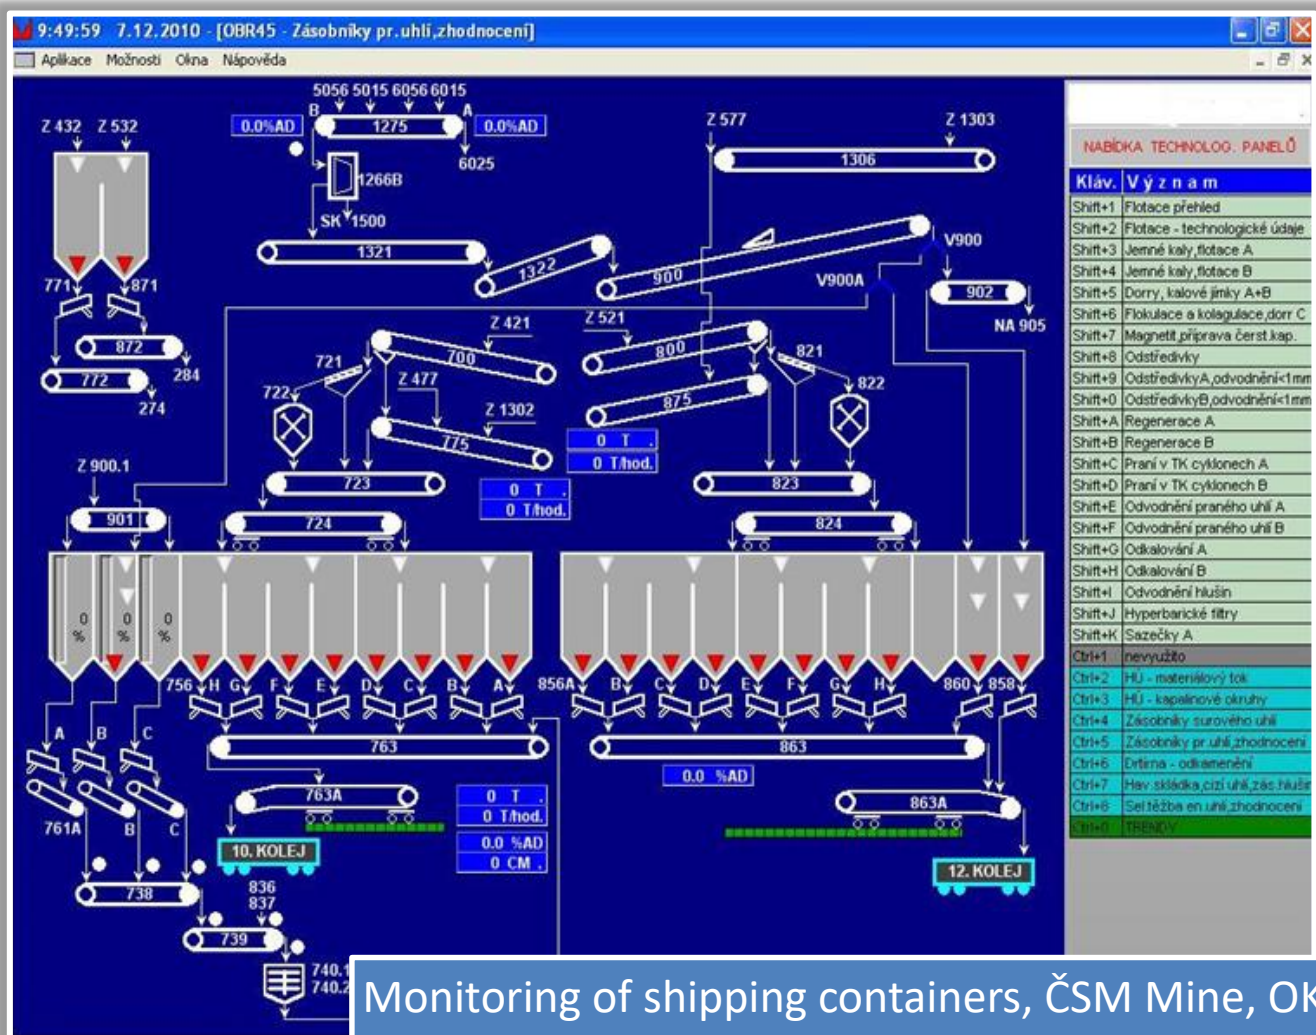 9:49:59 7.12.2010 - [OBR45 - Zásobníky pr.uhlí,zhodnocení]
Aplikace Možnosti Okna Nápověda
5056 5015 6056 6015
B A
0.0%AD 1275 0.0%AD
6025
1266B
SK 1500
Z 432 Z 532
771 871
872
284
772
274
Z 577 Z 1303
1306
1321
1322
900
V900
V900A
902
NA 905
Z 421
700
721
722
Z 477
Z 1302
775
723
0 T .
0 T/hod.
724
Z 521
800
821
822
875
0 T .
0 T/hod.
823
824
Z 900.1
901
0 %
0 %
0 %
756 H G F E D C B A
856A B C D E F G H 860 858
763
863
0.0 %AD
A B C
761A B C
763A
0 T .
0 T/hod.
0.0 %AD
0 CM .
10. KOLEJ
863A
12. KOLEJ
738
836
837
739
740.1
NABÍDKA TECHNOLOG. PANELŮ
Kláv. V ý z n a m
Shift+1 Flotace přehled
Shift+2 Flotace - technologické údaje
Shift+3 Jemné kaly,flotace A
Shift+4 Jemné kaly,flotace B
Shift+5 Dorry, kalové jímky A+B
Shift+6 Flokulace a kolagulace,dorr C
Shift+7 Magnetit,příprava čerst.kap.
Shift+8 Odstředivky
Shift+9 OdstředivkyA,odvodnění<1mm
Shift+0 OdstředivkyB,odvodnění<1mm
Shift+A Regenerace A
Shift+B Regenerace B
Shift+C Praní v TK cyklonech A
Shift+D Praní v TK cyklonech B
Shift+E Odvodnění praného uhlí A
Shift+F Odvodnění praného uhlí B
Shift+G Odkalování A
Shift+H Odkalování B
Shift+I Odvodnění hlušin
Shift+J Hyperbarické filtry
Shift+K Sazečky A
Ctrl+1 nevyužito
Ctrl+2 HÚ - materiálový tok
Ctrl+3 HÚ - kapalinové okruhy
Ctrl+4 Zásobníky surového uhlí
Ctrl+5 Zásobníky pr.uhlí,zhodnocení
Ctrl+6 Drtírna - odkamenění
Ctrl+7 Hav.skládka,cizí uhlí,zás.hlušin
Ctrl+8 Sel.těžba en.uhlí,zhodnocení
Ctrl+0 TRENDY
Monitoring of shipping containers, ČSM Mine,